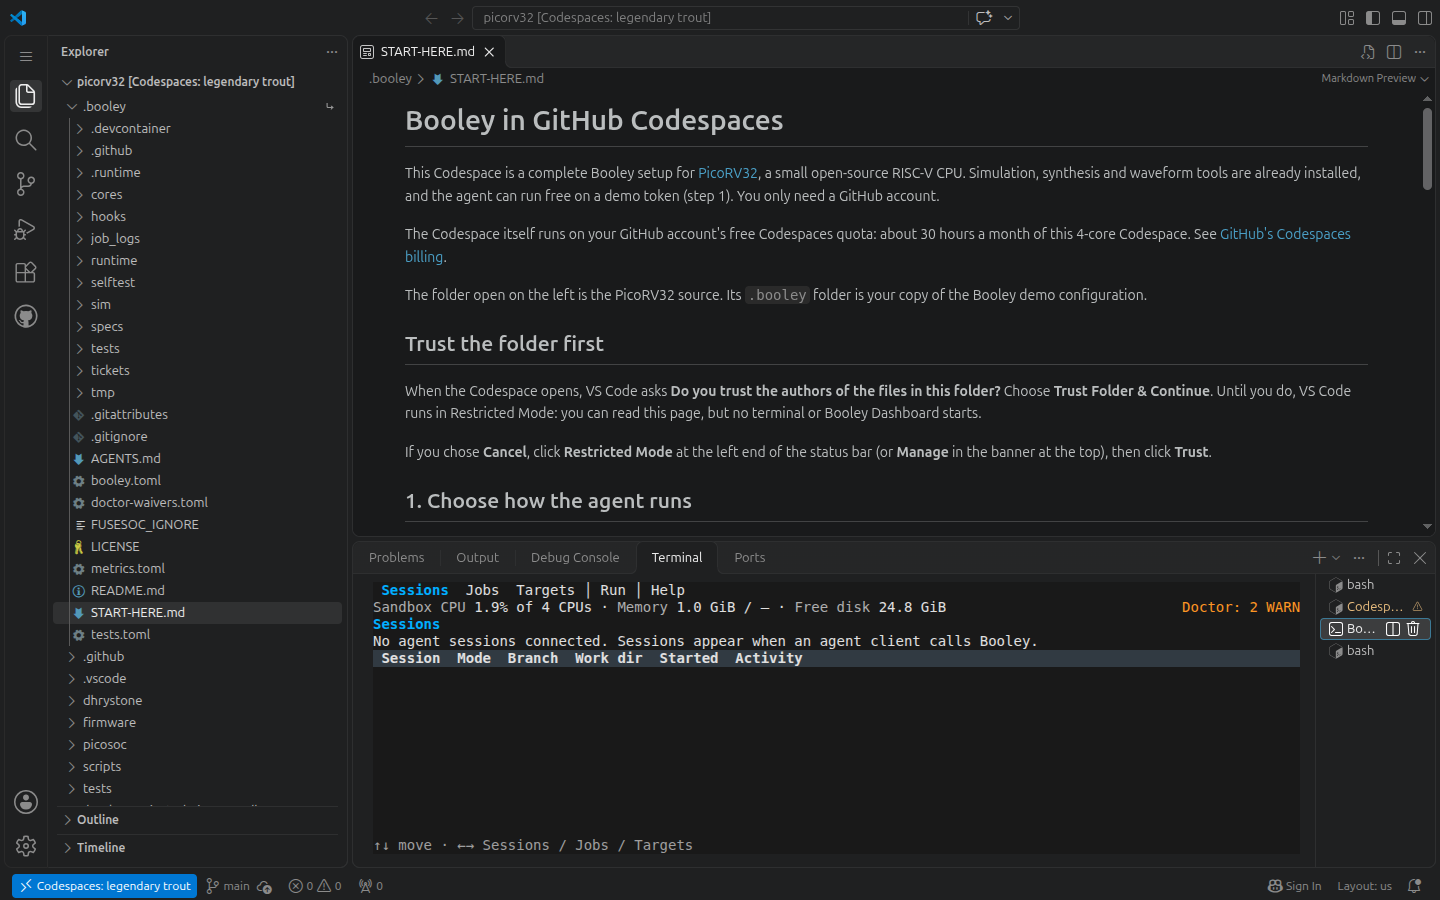 picorv32 [Codespaces: legendary trout]
Explorer
picorv32 [Codespaces: legendary trout]
.booley
.devcontainer
.github
.runtime
cores
hooks
job_logs
runtime
selftest
sim
specs
tests
tickets
tmp
.gitattributes
.gitignore
AGENTS.md
booley.toml
doctor-waivers.toml
FUSESOC_IGNORE
LICENSE
metrics.toml
README.md
START-HERE.md
tests.toml
.github
.vscode
dhrystone
firmware
picosoc
scripts
tests
Outline
Timeline
START-HERE.md
.booley > START-HERE.md
Markdown Preview
Booley in GitHub Codespaces
This Codespace is a complete Booley setup for PicoRV32, a small open-source RISC-V CPU. Simulation, synthesis and waveform tools are already installed,
and the agent can run free on a demo token (step 1). You only need a GitHub account.
The Codespace itself runs on your GitHub account's free Codespaces quota: about 30 hours a month of this 4-core Codespace. See GitHub's Codespaces
billing.
The folder open on the left is the PicoRV32 source. Its .booley folder is your copy of the Booley demo configuration.
Trust the folder first
When the Codespace opens, VS Code asks Do you trust the authors of the files in this folder? Choose Trust Folder & Continue. Until you do, VS Code
runs in Restricted Mode: you can read this page, but no terminal or Booley Dashboard starts.
If you chose Cancel, click Restricted Mode at the left end of the status bar (or Manage in the banner at the top), then click Trust.
1. Choose how the agent runs
Problems Output Debug Console Terminal Ports
Sessions Jobs Targets │ Run │ Help
Sandbox CPU 1.9% of 4 CPUs · Memory 1.0 GiB / — · Free disk 24.8 GiB Doctor: 2 WARN
Sessions
No agent sessions connected. Sessions appear when an agent client calls Booley.
Session Mode Branch Work dir Started Activity
↑↓ move · ←→ Sessions / Jobs / Targets
bash
Codesp...
Bo...
bash
Codespaces: legendary trout main 0 0 0 Sign In Layout: us